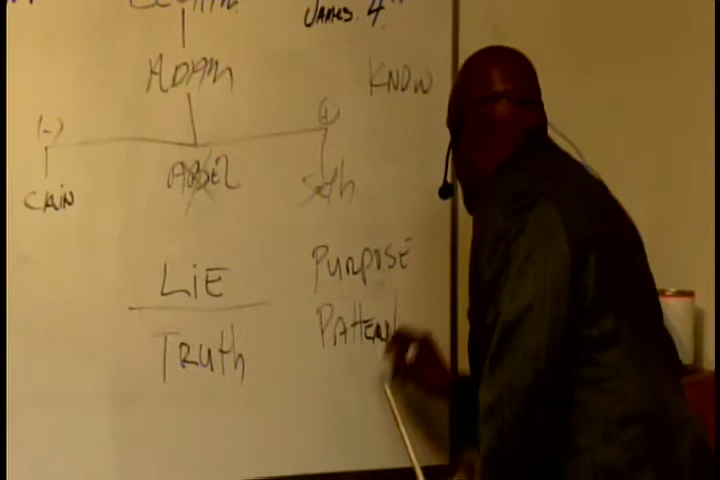 James 4
ADAM
KNOW
(-)
(+)
CAIN
ABEL
Seth
LiE
PURPOSE
PATTERN
Truth